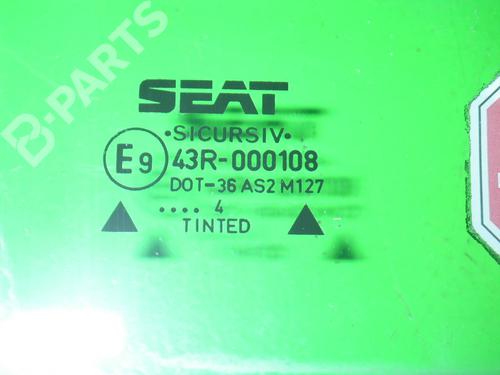 B-PARTS
SEAT
•SICURSIV•
E9 43R-000108
DOT-36 AS2 M127
.... 4
TINTED